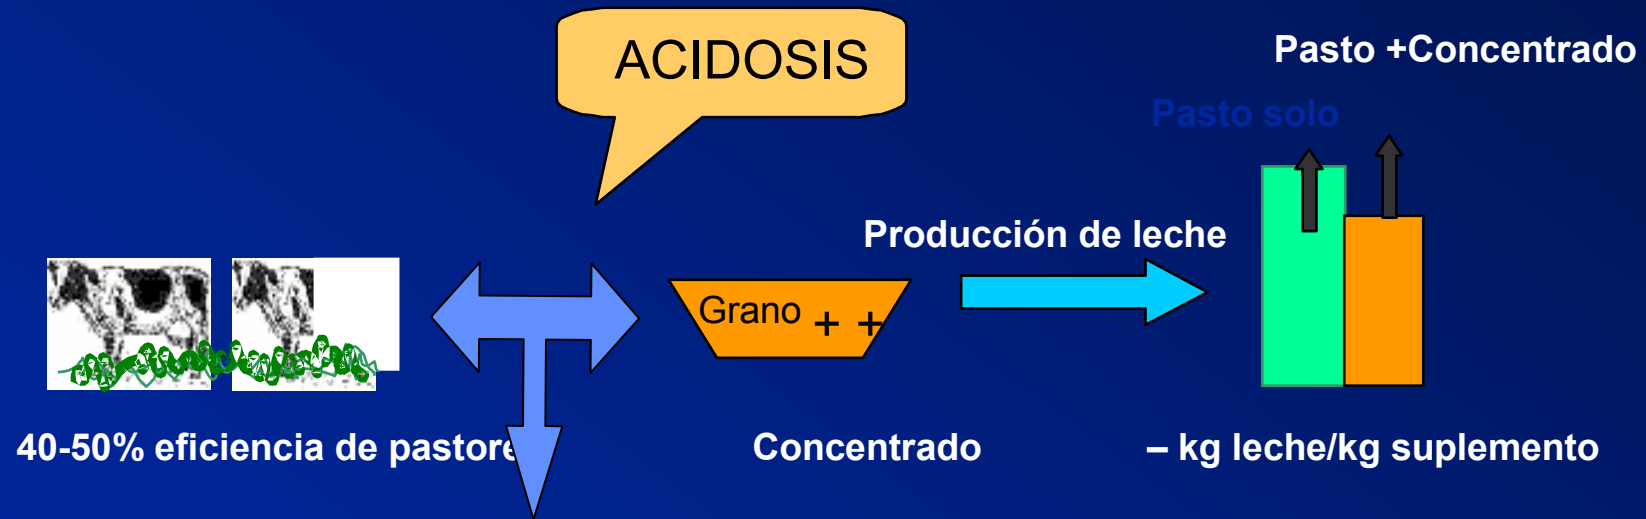 ACIDOSIS
Pasto +Concentrado
Pasto solo
Producción de leche
Grano + +
40-50% eficiencia de pastore
Concentrado
– kg leche/kg suplemento